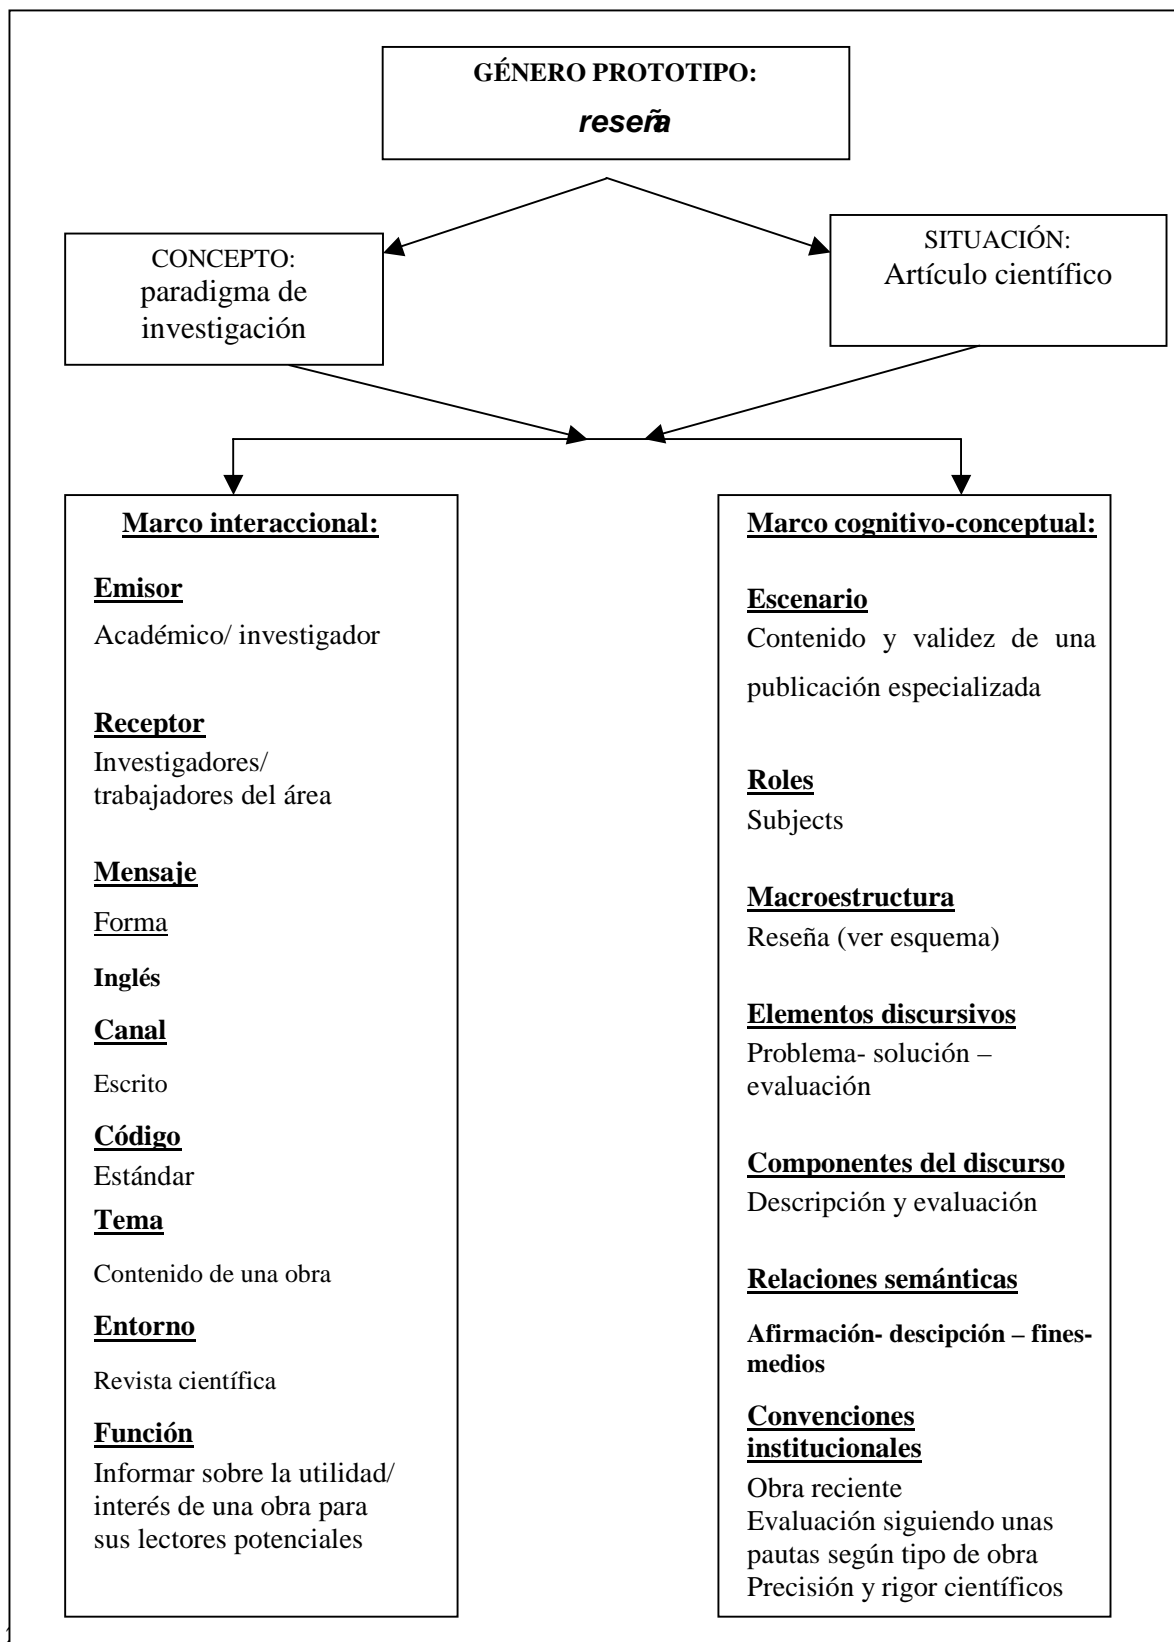 GÉNERO PROTOTIPO:
reseña
CONCEPTO:
paradigma de
investigación
SITUACIÓN:
Artículo científico
Marco interaccional:
Emisor
Académico/ investigador
Receptor
Investigadores/
trabajadores del área
Mensaje
Forma
Inglés
Canal
Escrito
Código
Estándar
Tema
Contenido de una obra
Entorno
Revista científica
Función
Informar sobre la utilidad/
interés de una obra para
sus lectores potenciales
Marco cognitivo-conceptual:
Escenario
Contenido y validez de una
publicación especializada
Roles
Subjects
Macroestructura
Reseña (ver esquema)
Elementos discursivos
Problema- solución –
evaluación
Componentes del discurso
Descripción y evaluación
Relaciones semánticas
Afirmación- descipción – fines-
medios
Convenciones
institucionales
Obra reciente
Evaluación siguiendo unas
pautas según tipo de obra
Precisión y rigor científicos